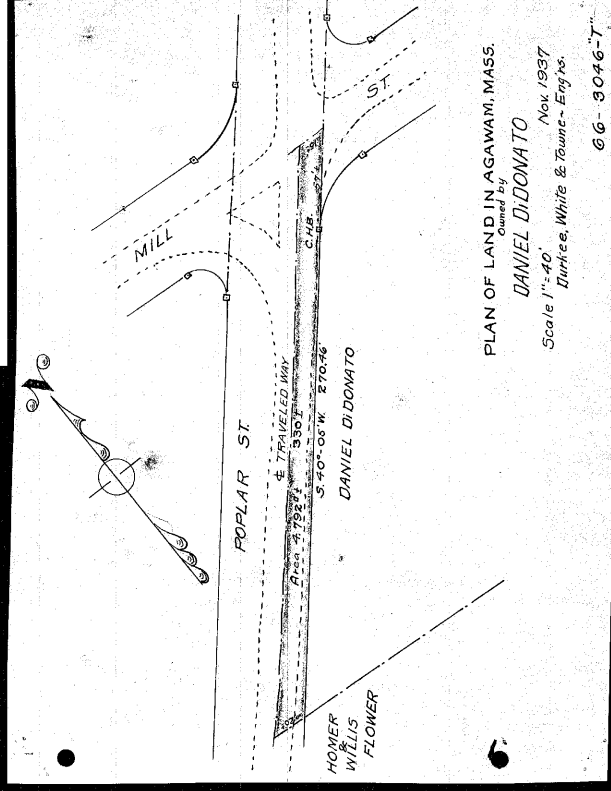 PLAN OF LAND IN AGAWAM, MASS.
Owned by
DANIEL DiDONATO
Scale 1"=40' Nov. 1937
Durkee, White & Towne - Eng'rs.
GG-3046-"T"
MILL
ST.
POPLAR ST.
TRAVELED WAY
330'±
Area 4,792
C.H.B.
S. 40°-05' W. 270.46'
DANIEL DiDONATO
HOMER
&
WILLIS
FLOWER
N